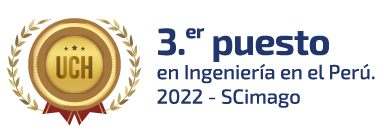 UCH
3.er puesto
en Ingeniería en el Perú.
2022 - SCimago